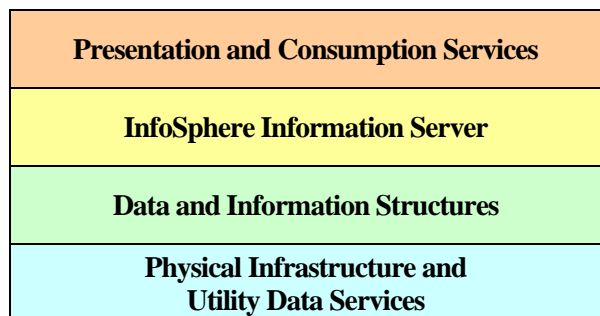 Presentation and Consumption Services
InfoSphere Information Server
Data and Information Structures
Physical Infrastructure and
Utility Data Services